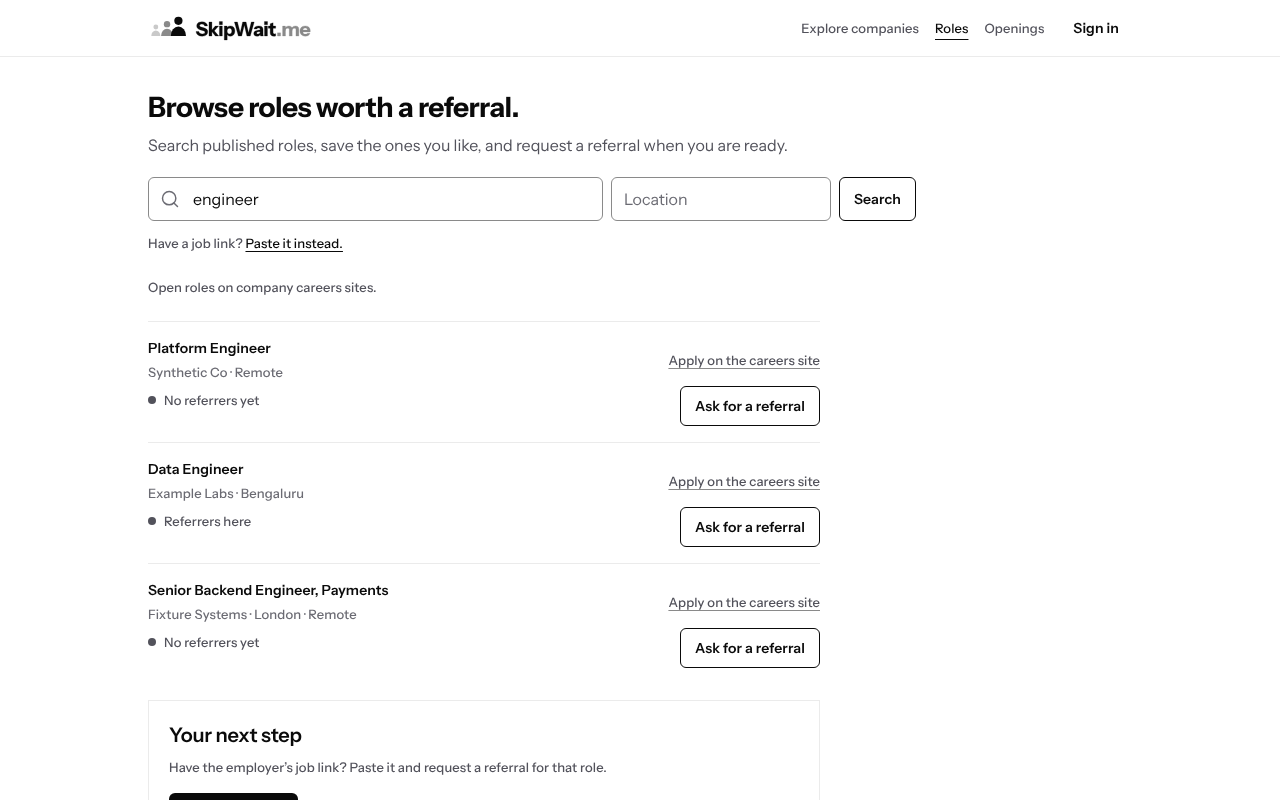 SkipWait.me
Explore companies
Roles
Openings
Sign in
Browse roles worth a referral.
Search published roles, save the ones you like, and request a referral when you are ready.
engineer
Location
Search
Have a job link? Paste it instead.
Open roles on company careers sites.
Platform Engineer
Synthetic Co · Remote
No referrers yet
Apply on the careers site
Ask for a referral
Data Engineer
Example Labs · Bengaluru
Referrers here
Apply on the careers site
Ask for a referral
Senior Backend Engineer, Payments
Fixture Systems · London · Remote
No referrers yet
Apply on the careers site
Ask for a referral
Your next step
Have the employer’s job link? Paste it and request a referral for that role.